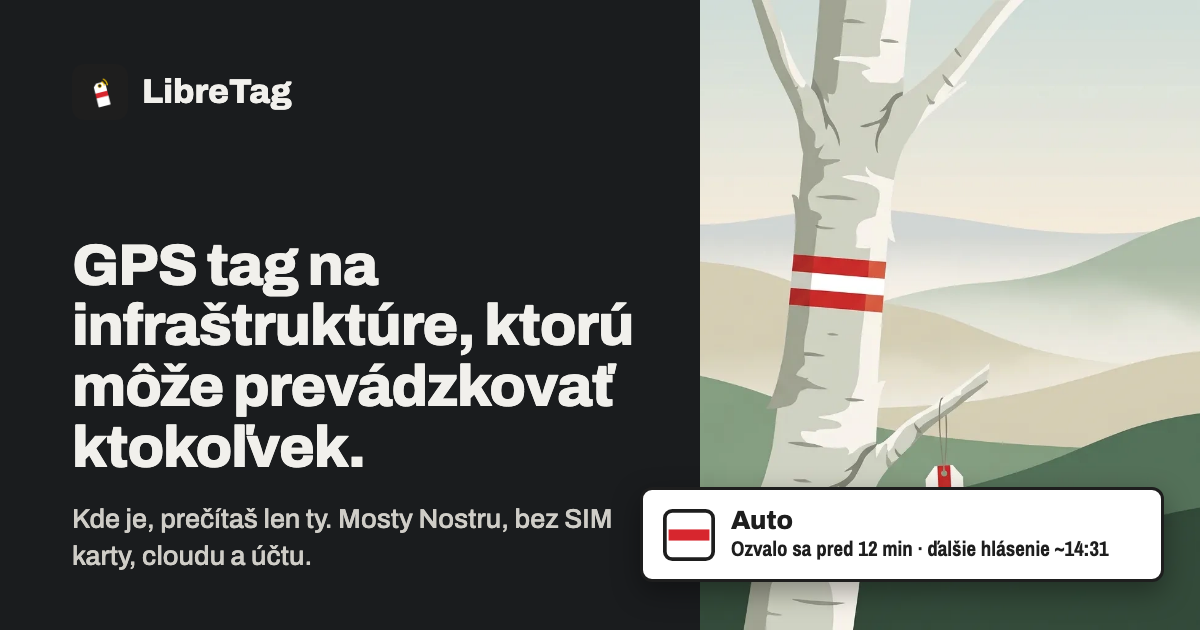 LibreTag
GPS tag na
infraštruktúre, ktorú
môže prevádzkovať
ktokoľvek.
Kde je, prečítaš len ty. Mosty Nostru, bez SIM
karty, cloudu a účtu.
Auto
Ozvalo sa pred 12 min · ďalšie hlásenie ~14:31